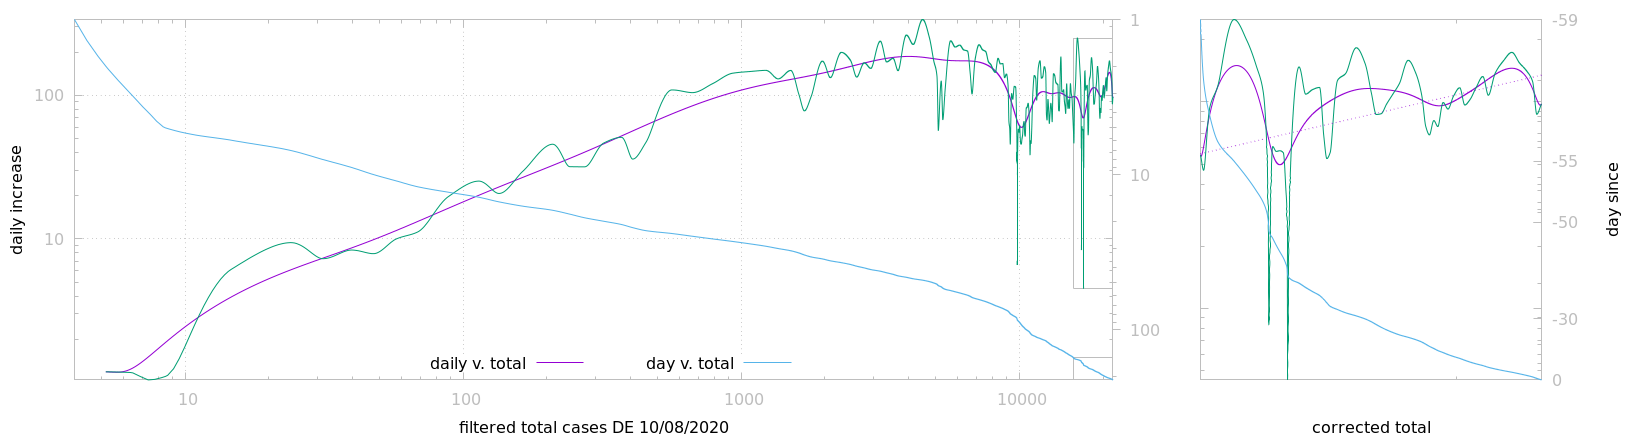 daily increase
100
10
10
100
1000
10000
filtered total cases DE 10/08/2020
daily v. total
day v. total
1
10
100
-59
-55
-50
-30
0
day since
corrected total